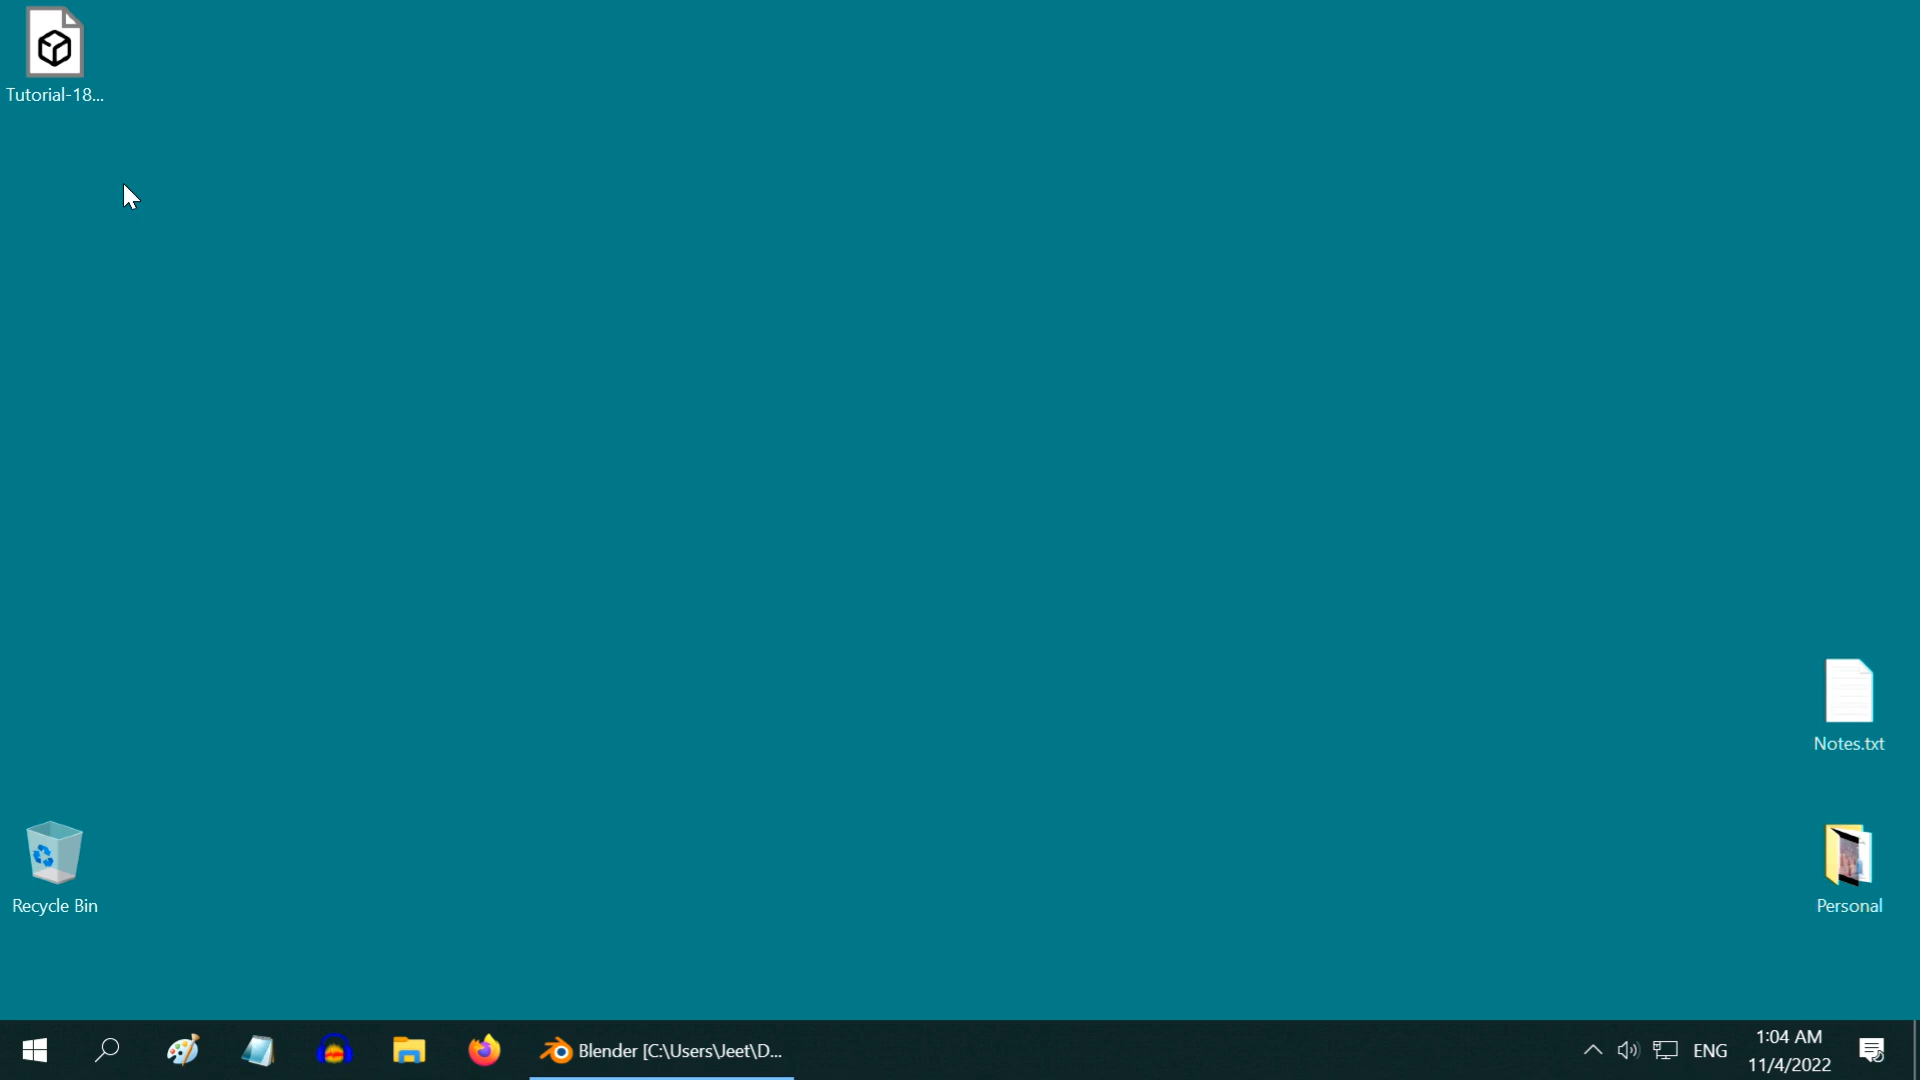 Tutorial-18...
Notes.txt
Recycle Bin
Personal
Blender [C:\Users\Jeet\D...
ENG
1:04 AM
11/4/2022